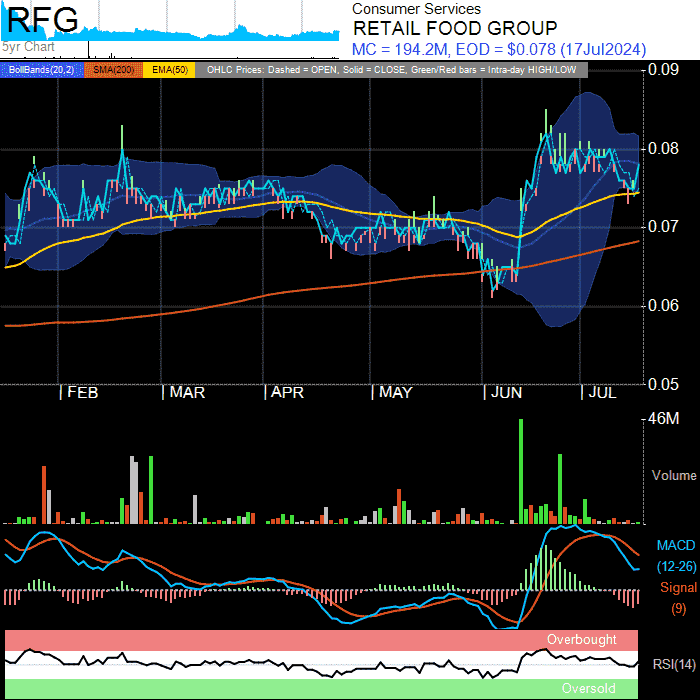 RFG
5yr Chart
Consumer Services
RETAIL FOOD GROUP
MC = 194.2M, EOD = $0.078 (17Jul2024)
BollBands(20,2) SMA(200) EMA(50) OHLC Prices: Dashed = OPEN, Solid = CLOSE, Green/Red bars = Intra-day HIGH/LOW
0.09
0.08
0.07
0.06
0.05
FEB MAR APR MAY JUN JUL
46M
Volume
MACD
(12-26)
Signal
(9)
Overbought
RSI(14)
Oversold